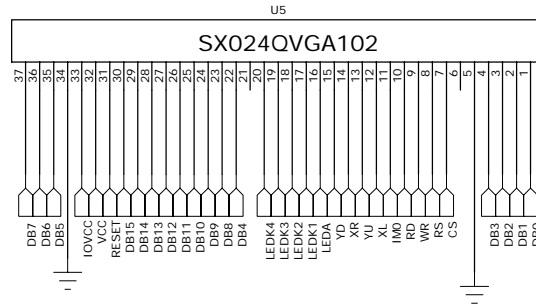 U5
SX024QVGA102
37
36
35
34
33
32
31
30
29
28
27
26
25
24
23
22
21
20
19
18
17
16
15
14
13
12
11
10
9
8
7
6
5
4
3
2
1
DB7
DB6
DB5
IOVCC
VCC
RESET
DB15
DB14
DB13
DB12
DB11
DB10
DB9
DB8
DB4
LEDK4
LEDK3
LEDK2
LEDK1
LEDA
YD
XR
YU
XL
IM0
RD
WR
RS
CS
DB3
DB2
DB1
DB0